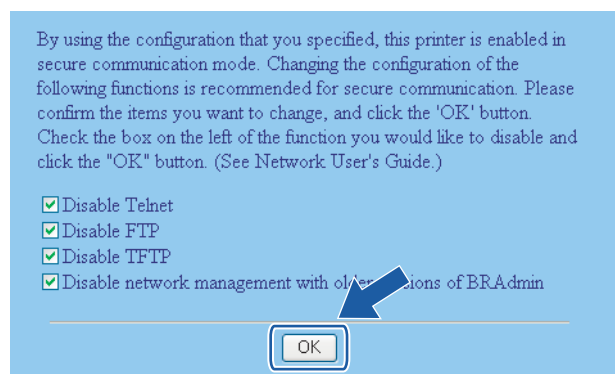 By using the configuration that you specified, this printer is enabled in
secure communication mode. Changing the configuration of the
following functions is recommended for secure communication. Please
confirm the items you want to change, and click the 'OK' button.
Check the box on the left of the function you would like to disable and
click the "OK" button. (See Network User's Guide.)
Disable Telnet
Disable FTP
Disable TFTP
Disable network management with older of BRAdmin
OK